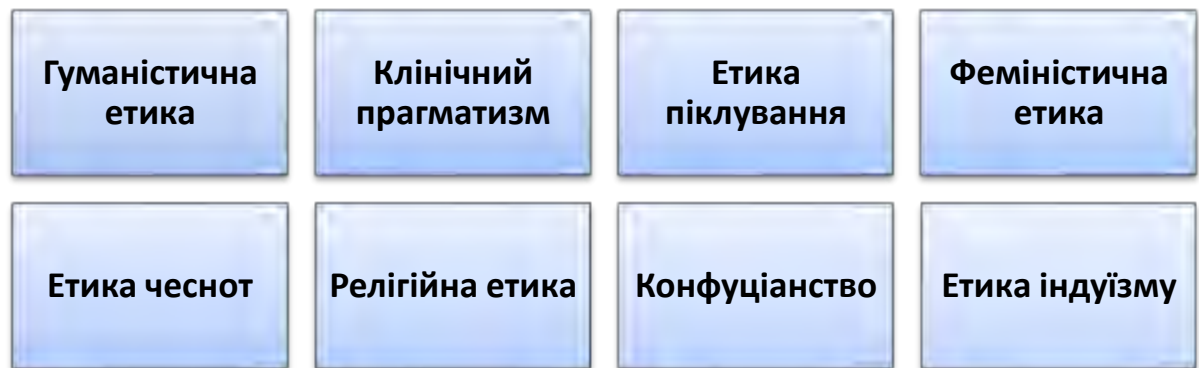 Гуманістична
етика
Клінічний
прагматизм
Етика
піклування
Феміністична
етика
Етика чеснот
Релігійна етика
Конфуціанство
Етика індуїзму